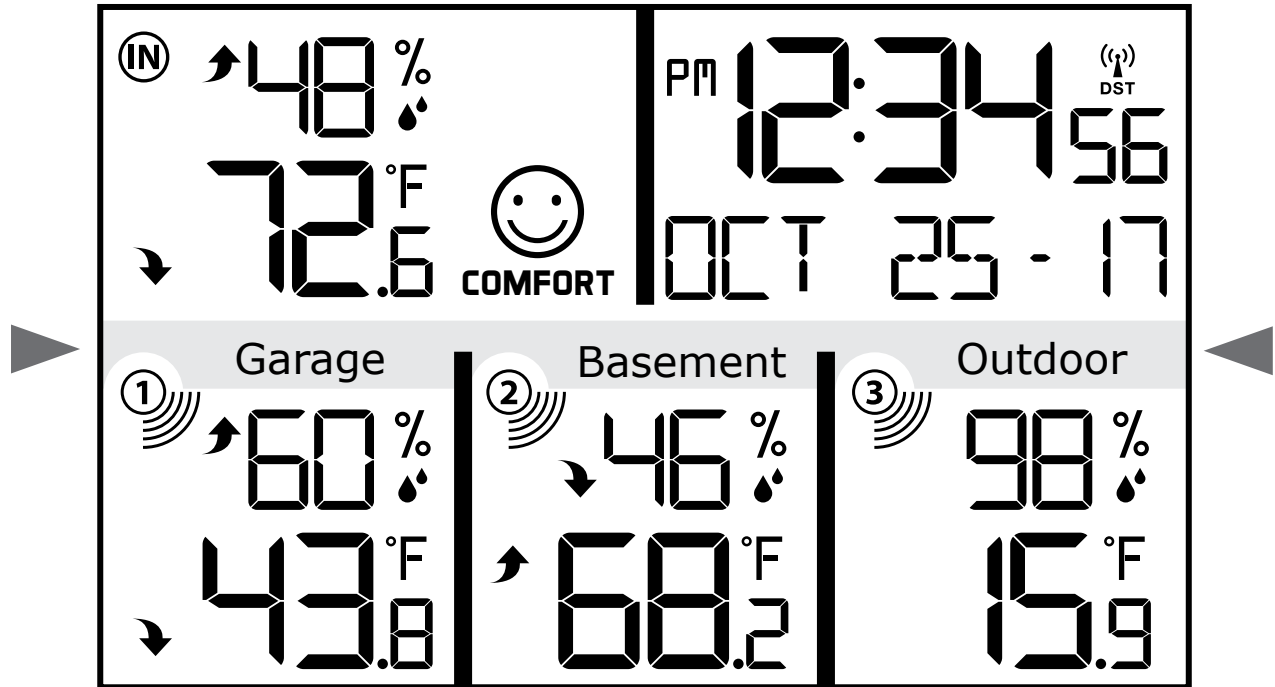 IN 48 %
72.6 °F
COMFORT
PM 12:34 56
DST
OCT 25 - 17
Garage
1
60 %
43.8 °F
Basement
2
46 %
68.2 °F
Outdoor
3
98 %
15.9 °F